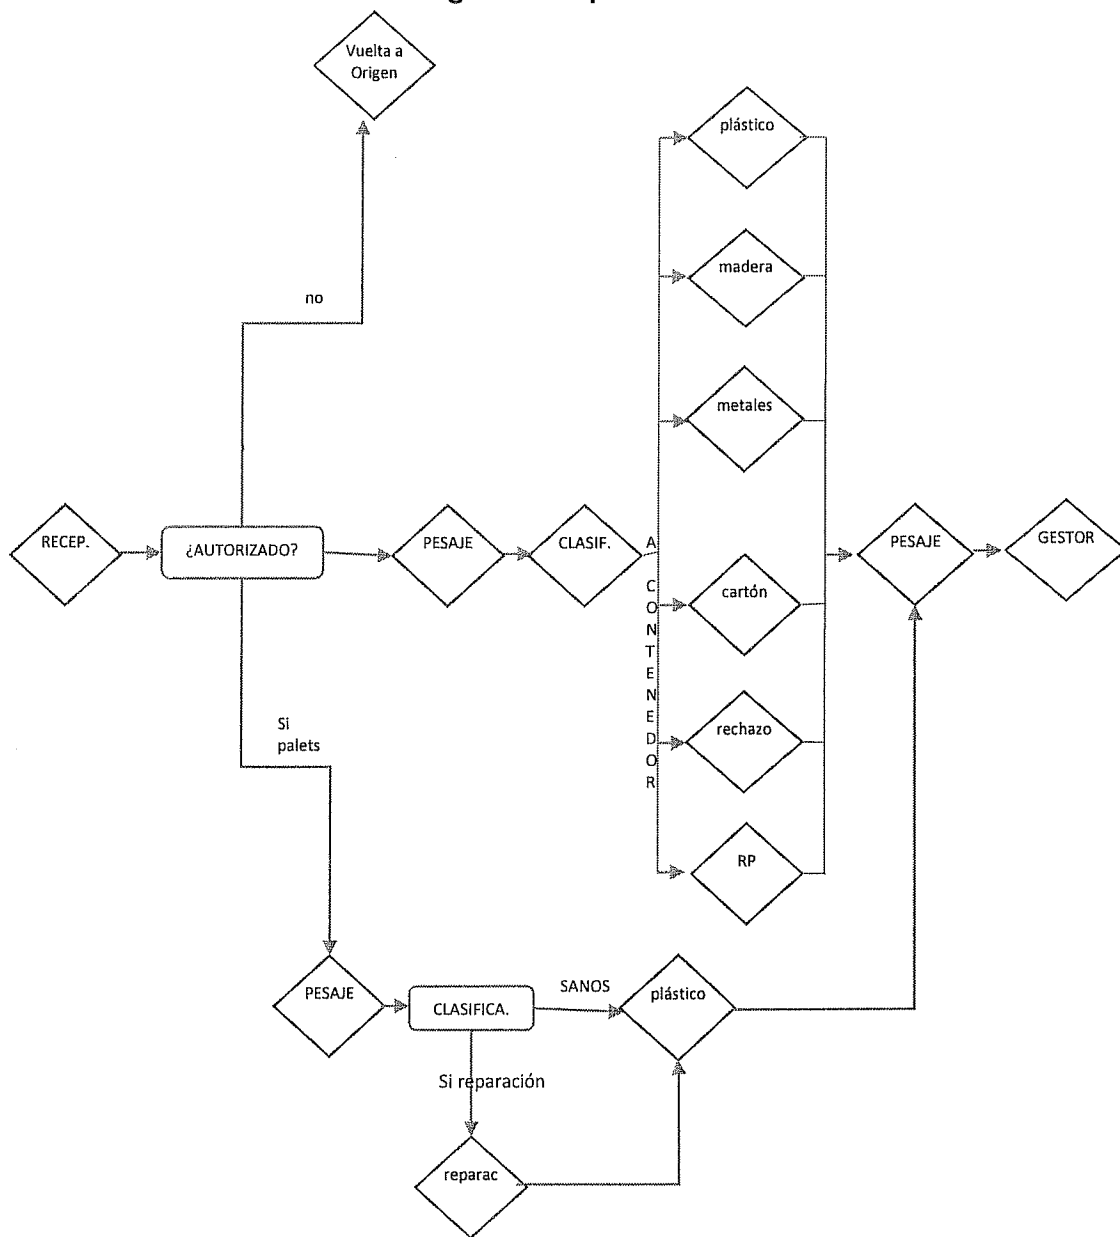 Vuelta a
Origen
plástico
madera
no
metales
RECEP.
¿AUTORIZADO?
PESAJE
CLASIF.
A CONTENEDOR
PESAJE
GESTOR
cartón
rechazo
Si
palets
RP
PESAJE
CLASIFICA.
SANOS
plástico
Si reparación
reparac